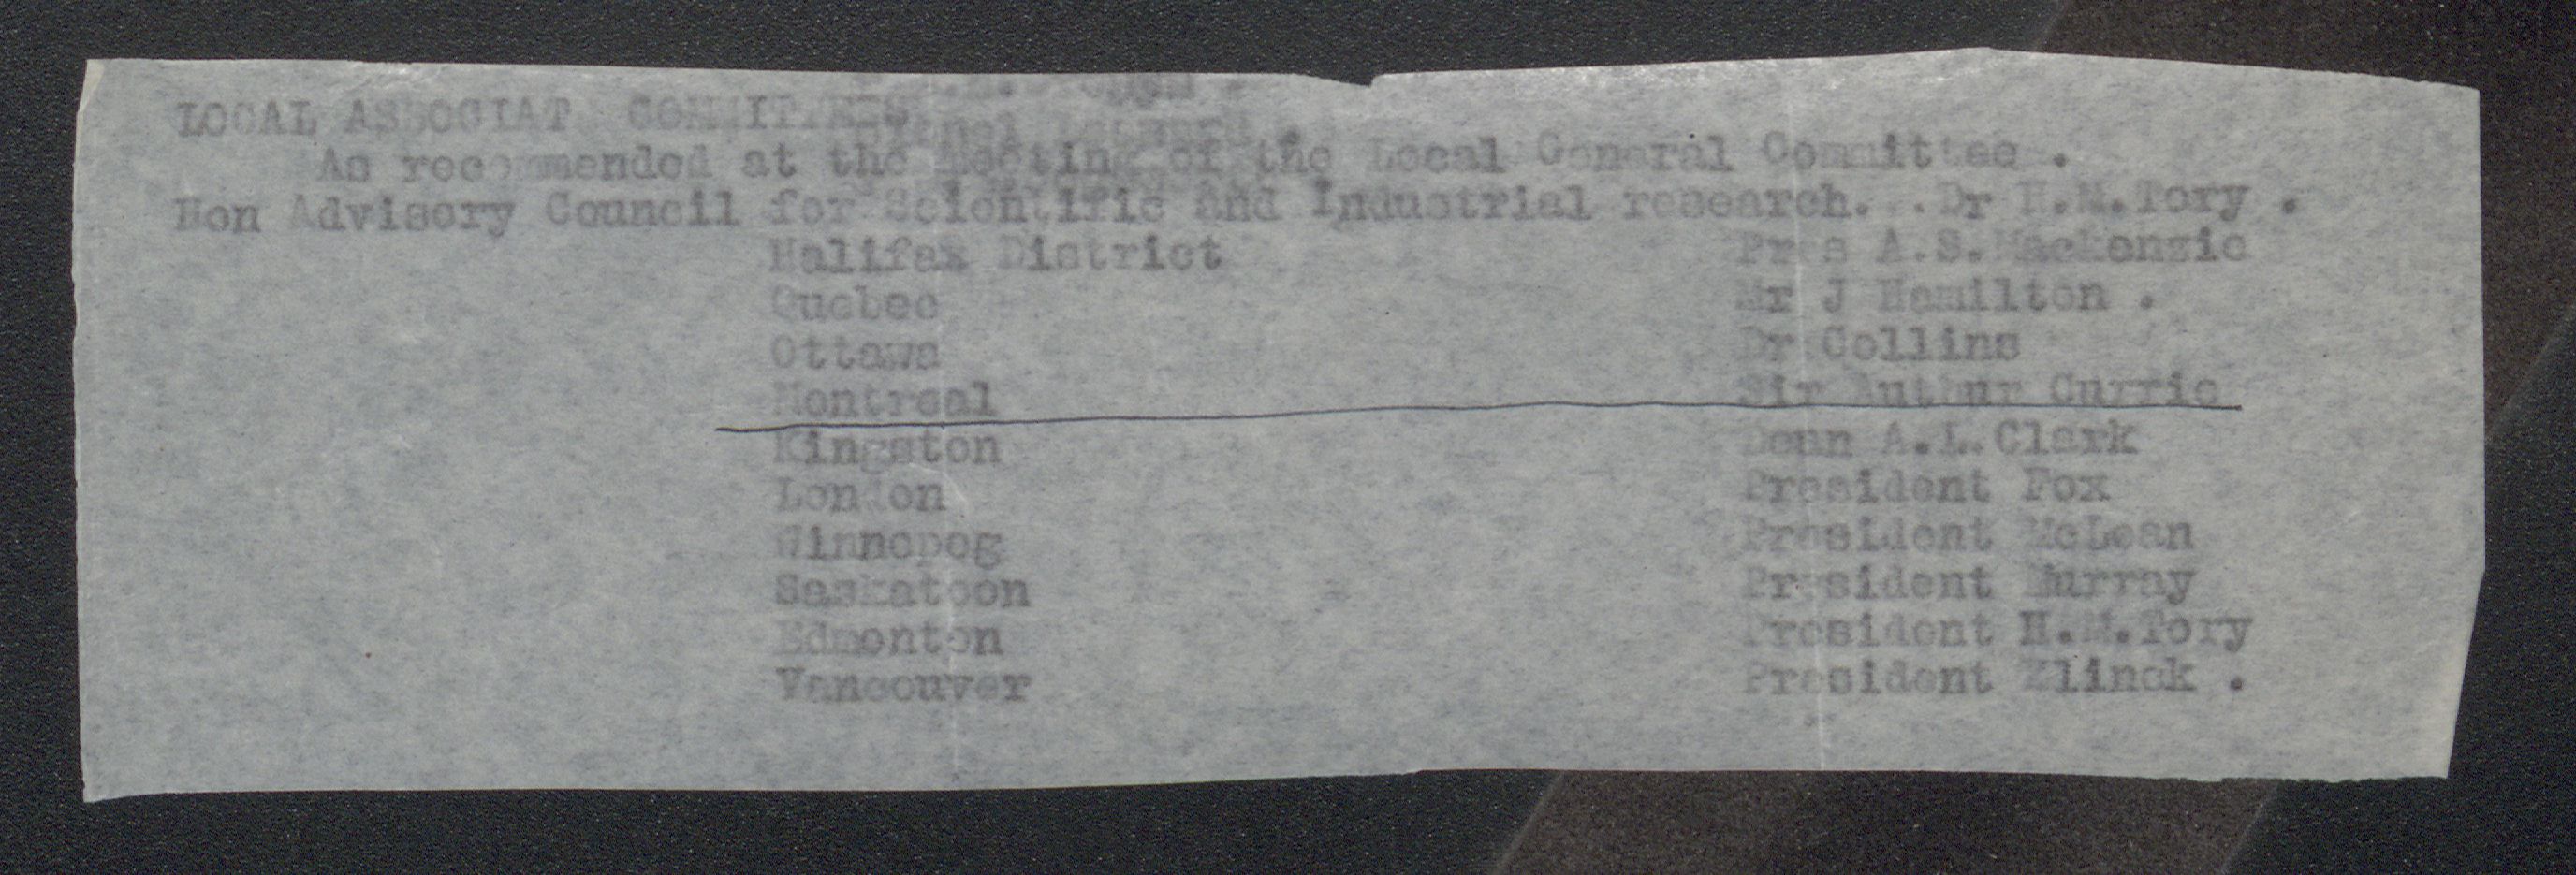 LOCAL ASSOCIAT COMMITTEES
As recommended at the meeting of the Local General Committee .
Hon Advisory Council for Scientific and Industrial research. . Dr H.M.Tory .
Halifax District Pres A.S.Mackenzie
Quebec Mr J Hamilton .
Ottawa Dr Collins
Montreal Sir Authur Currie
Kingston Dean A.L.Clark
London President Fox
Winnepeg President McLean
Saskatoon President Murray
Edmonton President H.M.Tory
Vancouver President Klinck .